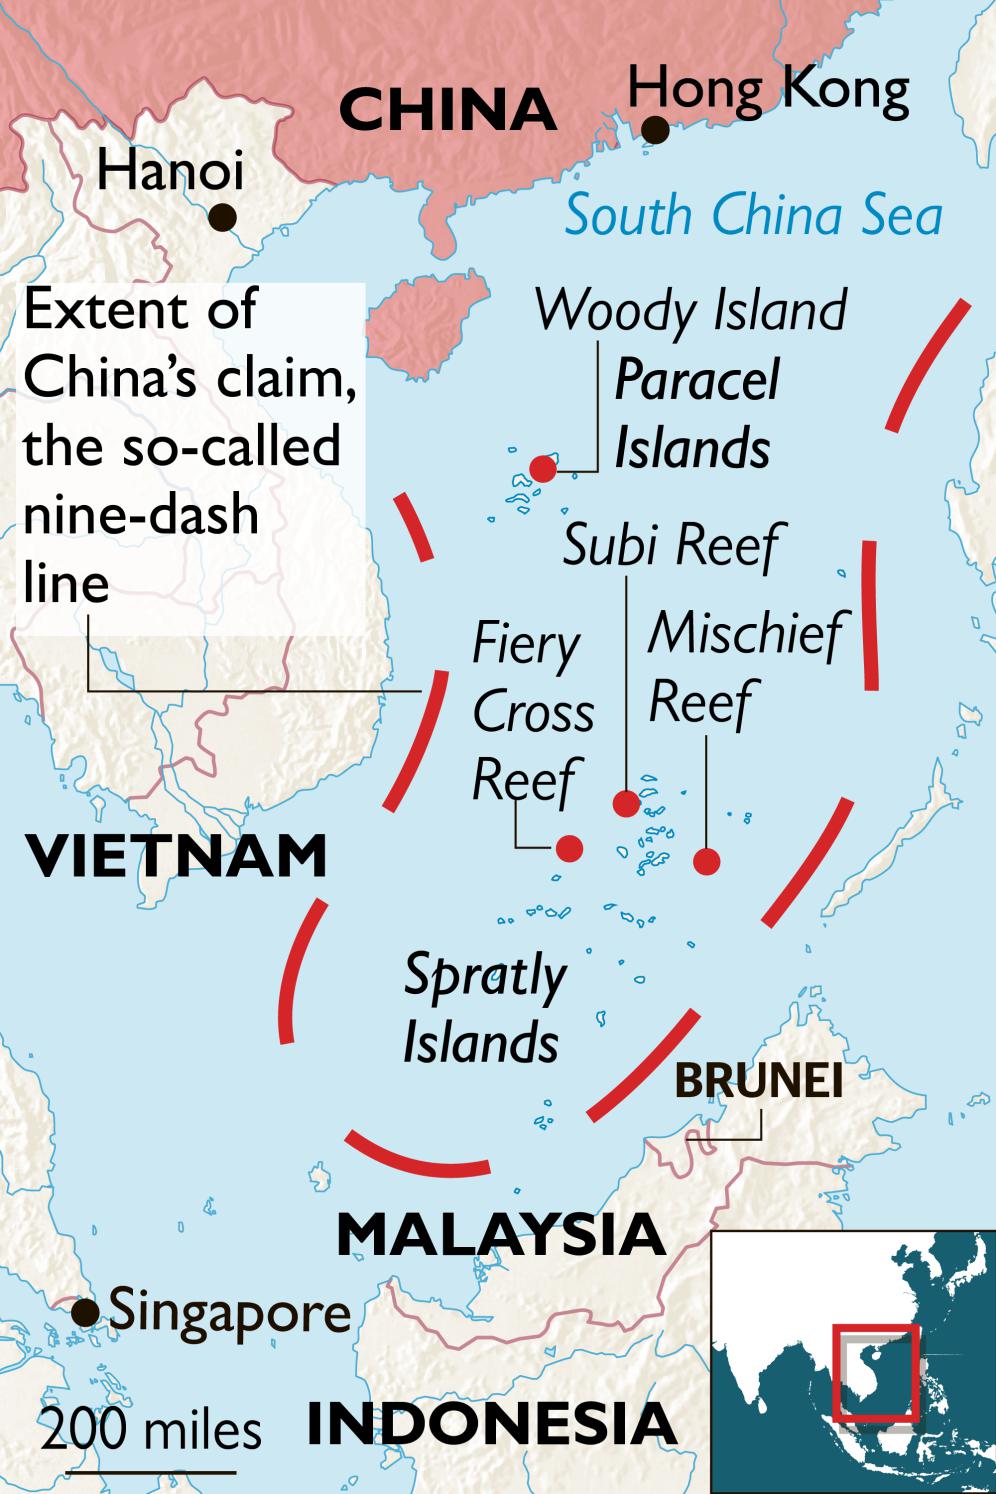 CHINA
Hong Kong
Hanoi
South China Sea
Extent of
China’s claim,
the so-called
nine-dash
line
Woody Island
Paracel
Islands
Subi Reef
Fiery
Cross
Reef
Mischief
Reef
VIETNAM
Spratly
Islands
BRUNEI
MALAYSIA
Singapore
200 miles
INDONESIA